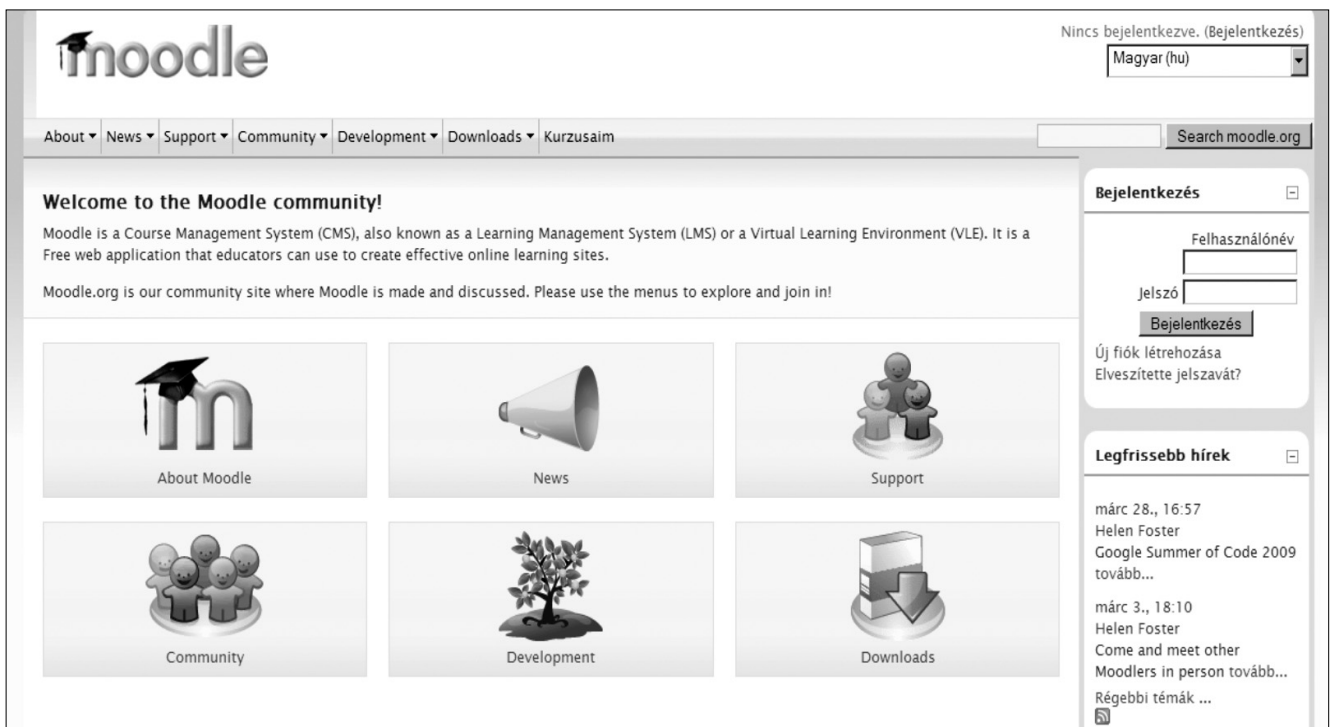 moodle
Nincs bejelentkezve. (Bejelentkezés)
Magyar (hu)
About News Support Community Development Downloads Kurzusaim
Search moodle.org
Welcome to the Moodle community!
Moodle is a Course Management System (CMS), also known as a Learning Management System (LMS) or a Virtual Learning Environment (VLE). It is a
Free web application that educators can use to create effective online learning sites.
Moodle.org is our community site where Moodle is made and discussed. Please use the menus to explore and join in!
m
About Moodle
News
Support
Community
Development
Downloads
Bejelentkezés
Felhasználónév
Jelszó
Bejelentkezés
Új fiók létrehozása
Elveszítette jelszavát?
Legfrissebb hírek
márc 28., 16:57
Helen Foster
Google Summer of Code 2009
tovább...
márc 3., 18:10
Helen Foster
Come and meet other
Moodlers in person tovább...
Régebbi témák ...